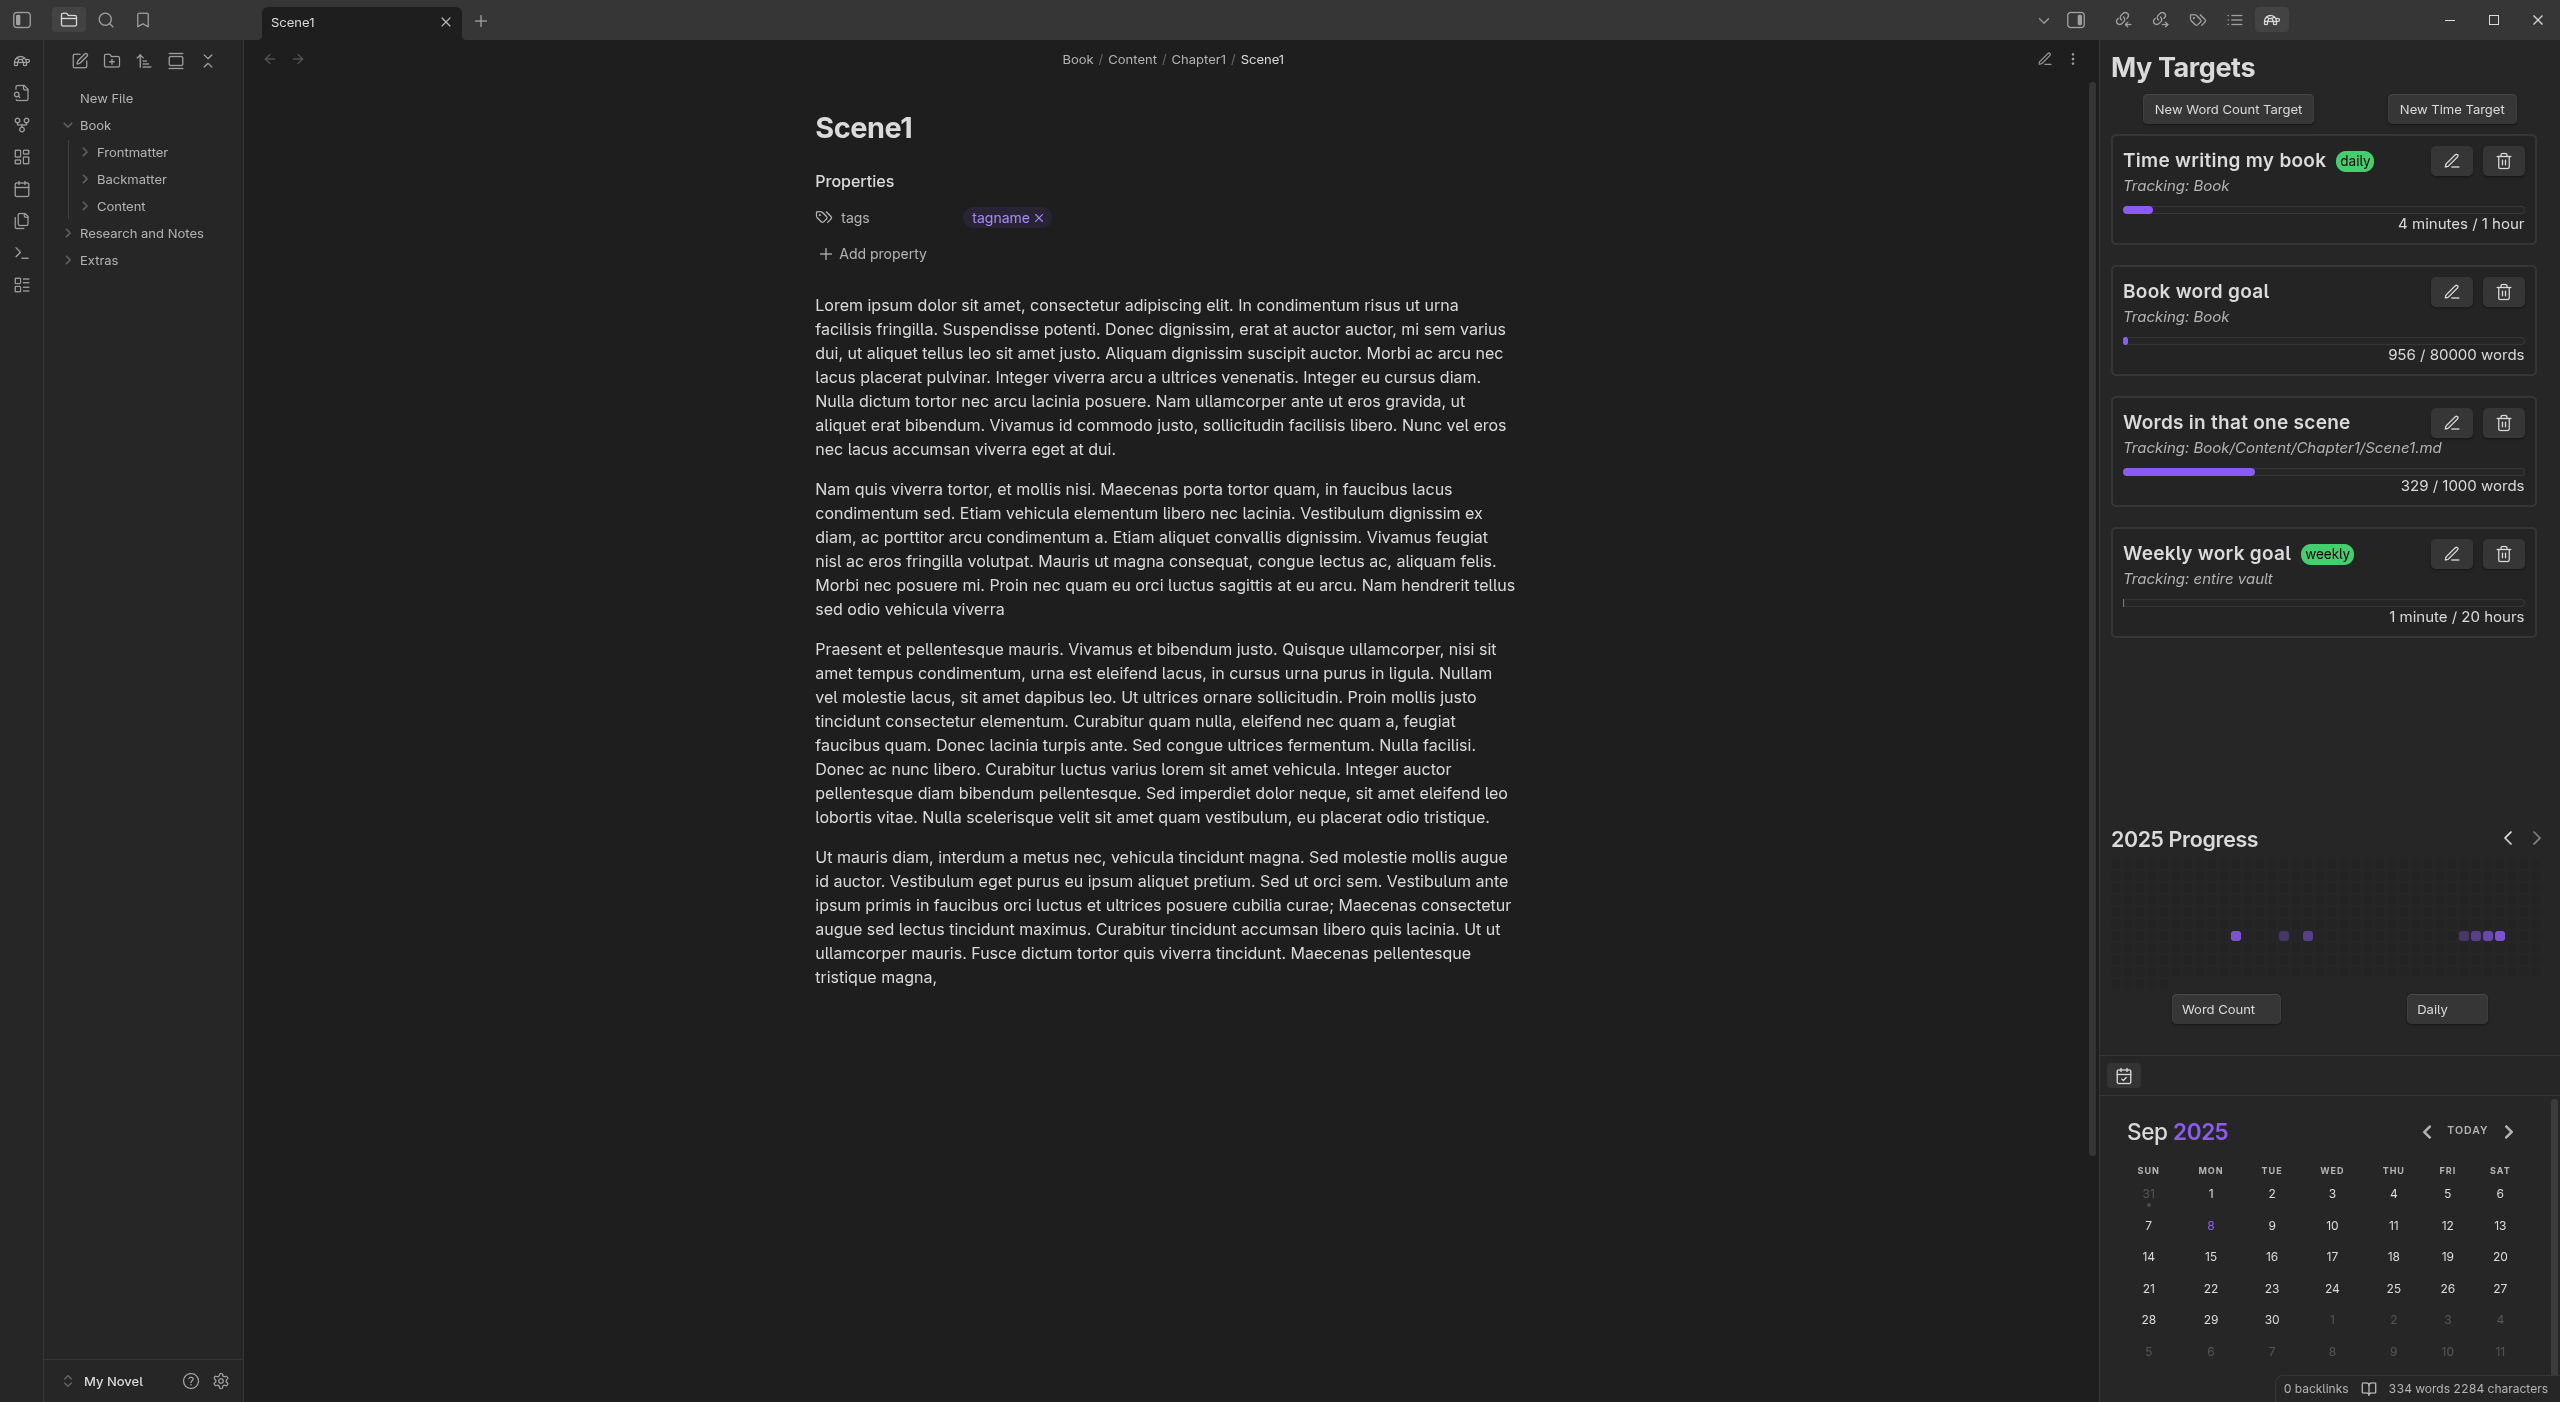 Scene1
New File
Book
Frontmatter
Backmatter
Content
Research and Notes
Extras
My Novel
Book / Content / Chapter1 / Scene1
Scene1
Properties
tags tagname
Add property
Lorem ipsum dolor sit amet, consectetur adipiscing elit. In condimentum risus ut urna
facilisis fringilla. Suspendisse potenti. Donec dignissim, erat at auctor auctor, mi sem varius
dui, ut aliquet tellus leo sit amet justo. Aliquam dignissim suscipit auctor. Morbi ac arcu nec
lacus placerat pulvinar. Integer viverra arcu a ultrices venenatis. Integer eu cursus diam.
Nulla dictum tortor nec arcu lacinia posuere. Nam ullamcorper ante ut eros gravida, ut
aliquet erat bibendum. Vivamus id commodo justo, sollicitudin facilisis libero. Nunc vel eros
nec lacus accumsan viverra eget at dui.
Nam quis viverra tortor, et mollis nisi. Maecenas porta tortor quam, in faucibus lacus
condimentum sed. Etiam vehicula elementum libero nec lacinia. Vestibulum dignissim ex
diam, ac porttitor arcu condimentum a. Etiam aliquet convallis dignissim. Vivamus feugiat
nisl ac eros fringilla volutpat. Mauris ut magna consequat, congue lectus ac, aliquam felis.
Morbi nec posuere mi. Proin nec quam eu orci luctus sagittis at eu arcu. Nam hendrerit tellus
sed odio vehicula viverra
Praesent et pellentesque mauris. Vivamus et bibendum justo. Quisque ullamcorper, nisi sit
amet tempus condimentum, urna est eleifend lacus, in cursus urna purus in ligula. Nullam
vel molestie lacus, sit amet dapibus leo. Ut ultrices ornare sollicitudin. Proin mollis justo
tincidunt consectetur elementum. Curabitur quam nulla, eleifend nec quam a, feugiat
faucibus quam. Donec lacinia turpis ante. Sed congue ultrices fermentum. Nulla facilisi.
Donec ac nunc libero. Curabitur luctus varius lorem sit amet vehicula. Integer auctor
pellentesque diam bibendum pellentesque. Sed imperdiet dolor neque, sit amet eleifend leo
lobortis vitae. Nulla scelerisque velit sit amet quam vestibulum, eu placerat odio tristique.
Ut mauris diam, interdum a metus nec, vehicula tincidunt magna. Sed molestie mollis augue
id auctor. Vestibulum eget purus eu ipsum aliquet pretium. Sed ut orci sem. Vestibulum ante
ipsum primis in faucibus orci luctus et ultrices posuere cubilia curae; Maecenas consectetur
augue sed lectus tincidunt maximus. Curabitur tincidunt accumsan libero quis lacinia. Ut ut
ullamcorper mauris. Fusce dictum tortor quis viverra tincidunt. Maecenas pellentesque
tristique magna,
My Targets
New Word Count Target New Time Target
Time writing my book daily
Tracking: Book
4 minutes / 1 hour
Book word goal
Tracking: Book
956 / 80000 words
Words in that one scene
Tracking: Book/Content/Chapter1/Scene1.md
329 / 1000 words
Weekly work goal weekly
Tracking: entire vault
1 minute / 20 hours
2025 Progress
Word Count Daily
Sep 2025 TODAY
SUN MON TUE WED THU FRI SAT
31 1 2 3 4 5 6
7 8 9 10 11 12 13
14 15 16 17 18 19 20
21 22 23 24 25 26 27
28 29 30 1 2 3 4
5 6 7 8 9 10 11
0 backlinks 334 words 2284 characters